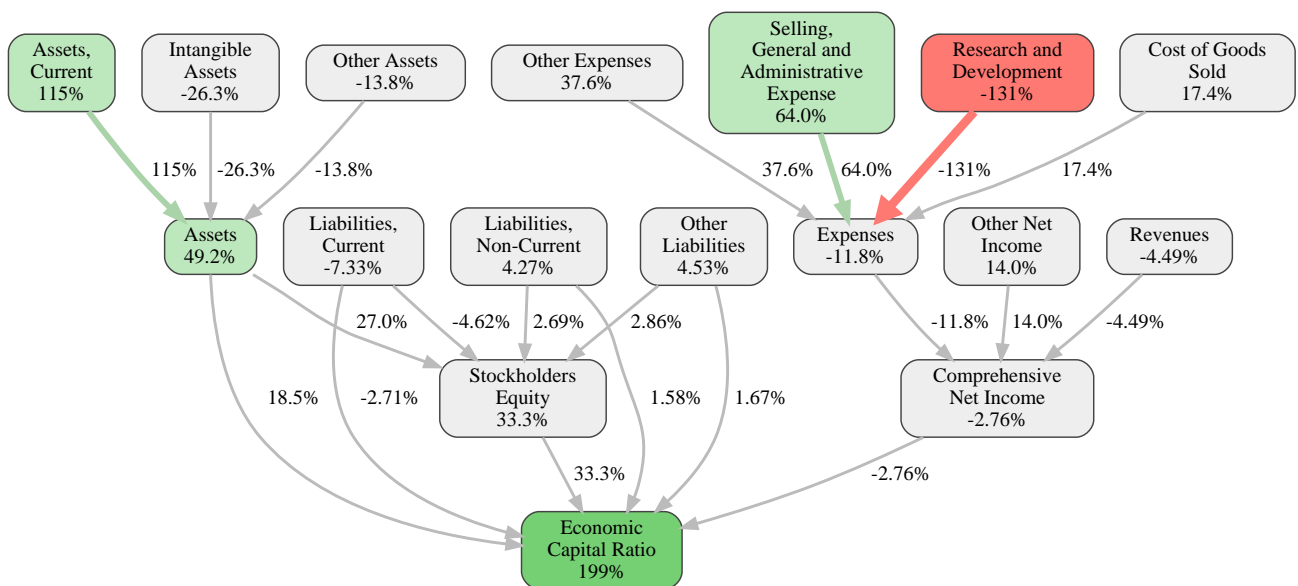 Assets,
Current
115%
Intangible
Assets
-26.3%
Other Assets
-13.8%
Other Expenses
37.6%
Selling,
General and
Administrative
Expense
64.0%
Research and
Development
-131%
Cost of Goods
Sold
17.4%
115%
-26.3%
-13.8%
37.6%
64.0%
-131%
17.4%
Assets
49.2%
Liabilities,
Current
-7.33%
Liabilities,
Non-Current
4.27%
Other
Liabilities
4.53%
Expenses
-11.8%
Other Net
Income
14.0%
Revenues
-4.49%
27.0%
-4.62%
2.69%
2.86%
-11.8%
14.0%
-4.49%
18.5%
-2.71%
Stockholders
Equity
33.3%
1.58%
1.67%
Comprehensive
Net Income
-2.76%
33.3%
-2.76%
Economic
Capital Ratio
199%